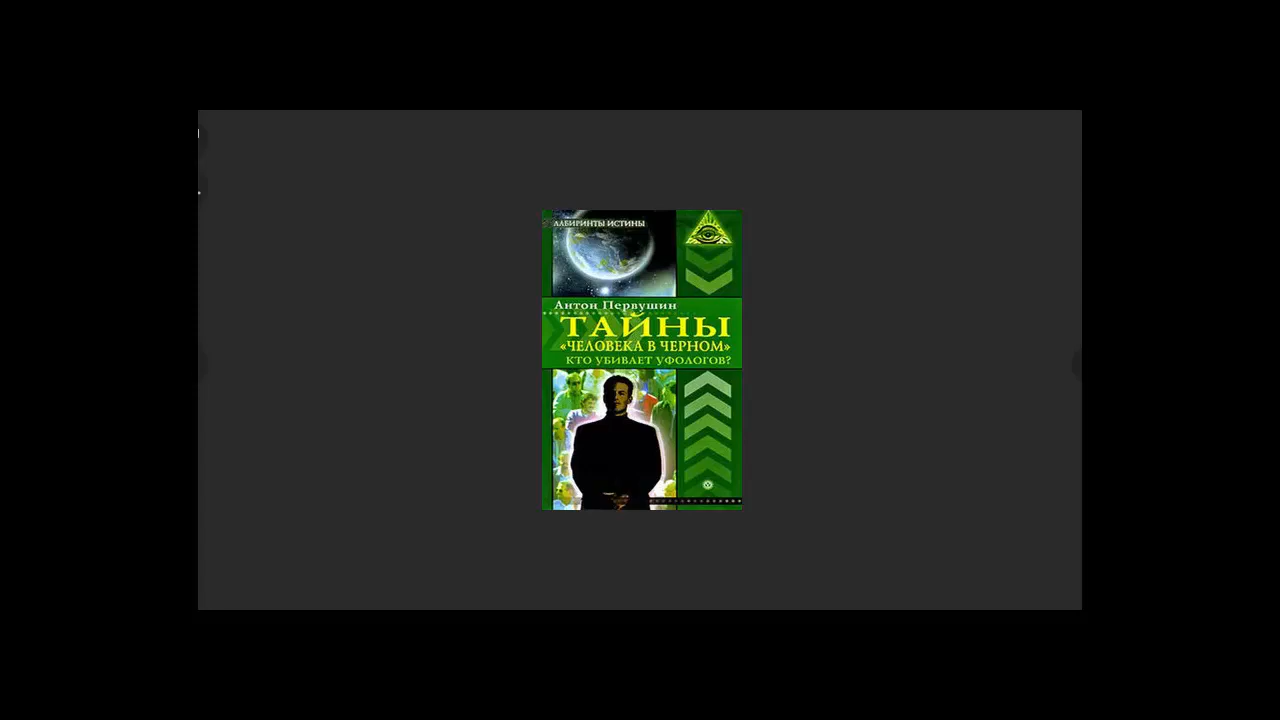 ЛАБИРИНТЫ ИСТИНЫ
Антон Первушин
ТАЙНЫ
«ЧЕЛОВЕКА В ЧЕРНОМ»
КТО УБИВАЕТ УФОЛОГОВ?